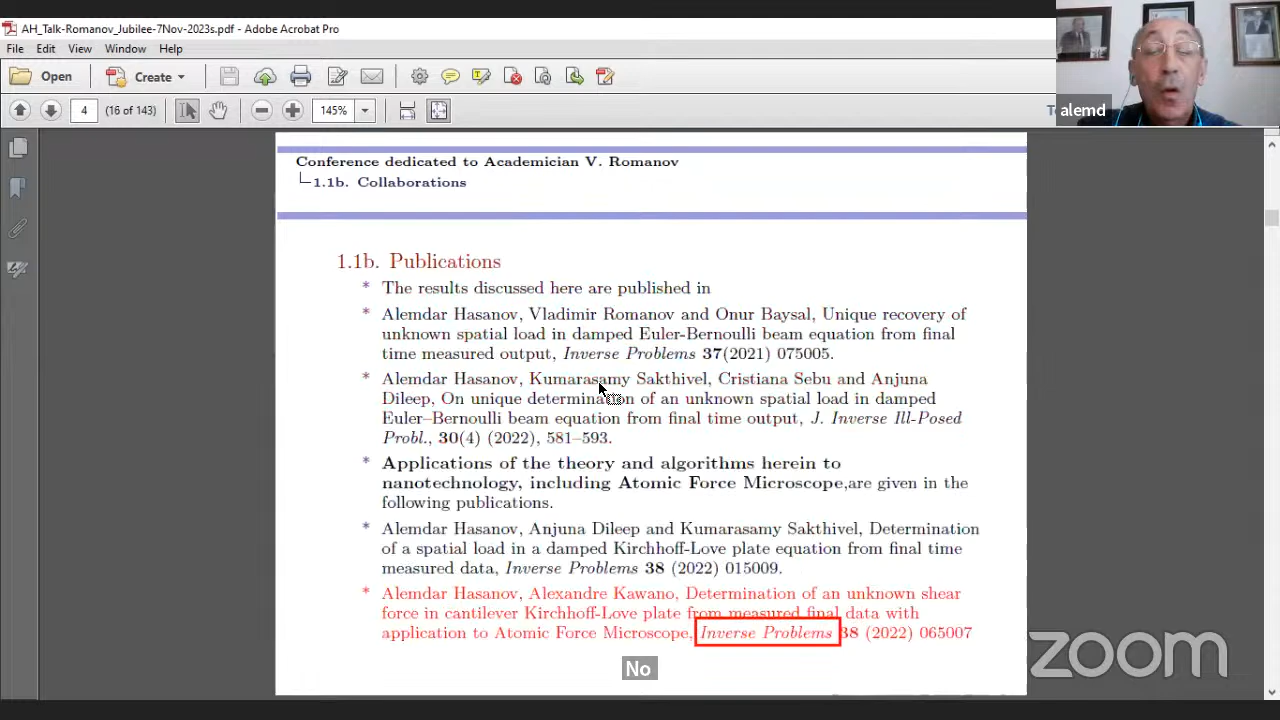 AH_Talk-Romanov_Jubilee-7Nov-2023s.pdf - Adobe Acrobat Pro
File Edit View Window Help
Open Create
4 (16 of 143) 145%
alemd
Conference dedicated to Academician V. Romanov
1.1b. Collaborations
1.1b. Publications
* The results discussed here are published in
* Alemdar Hasanov, Vladimir Romanov and Onur Baysal, Unique recovery of
unknown spatial load in damped Euler-Bernoulli beam equation from final
time measured output, Inverse Problems 37(2021) 075005.
* Alemdar Hasanov, Kumarasamy Sakthivel, Cristiana Sebu and Anjuna
Dileep, On unique determination of an unknown spatial load in damped
Euler–Bernoulli beam equation from final time output, J. Inverse Ill-Posed
Probl., 30(4) (2022), 581–593.
* Applications of the theory and algorithms herein to
nanotechnology, including Atomic Force Microscope,are given in the
following publications.
* Alemdar Hasanov, Anjuna Dileep and Kumarasamy Sakthivel, Determination
of a spatial load in a damped Kirchhoff-Love plate equation from final time
measured data, Inverse Problems 38 (2022) 015009.
* Alemdar Hasanov, Alexandre Kawano, Determination of an unknown shear
force in cantilever Kirchhoff-Love plate from measured final data with
application to Atomic Force Microscope, Inverse Problems 38 (2022) 065007
No
zoom